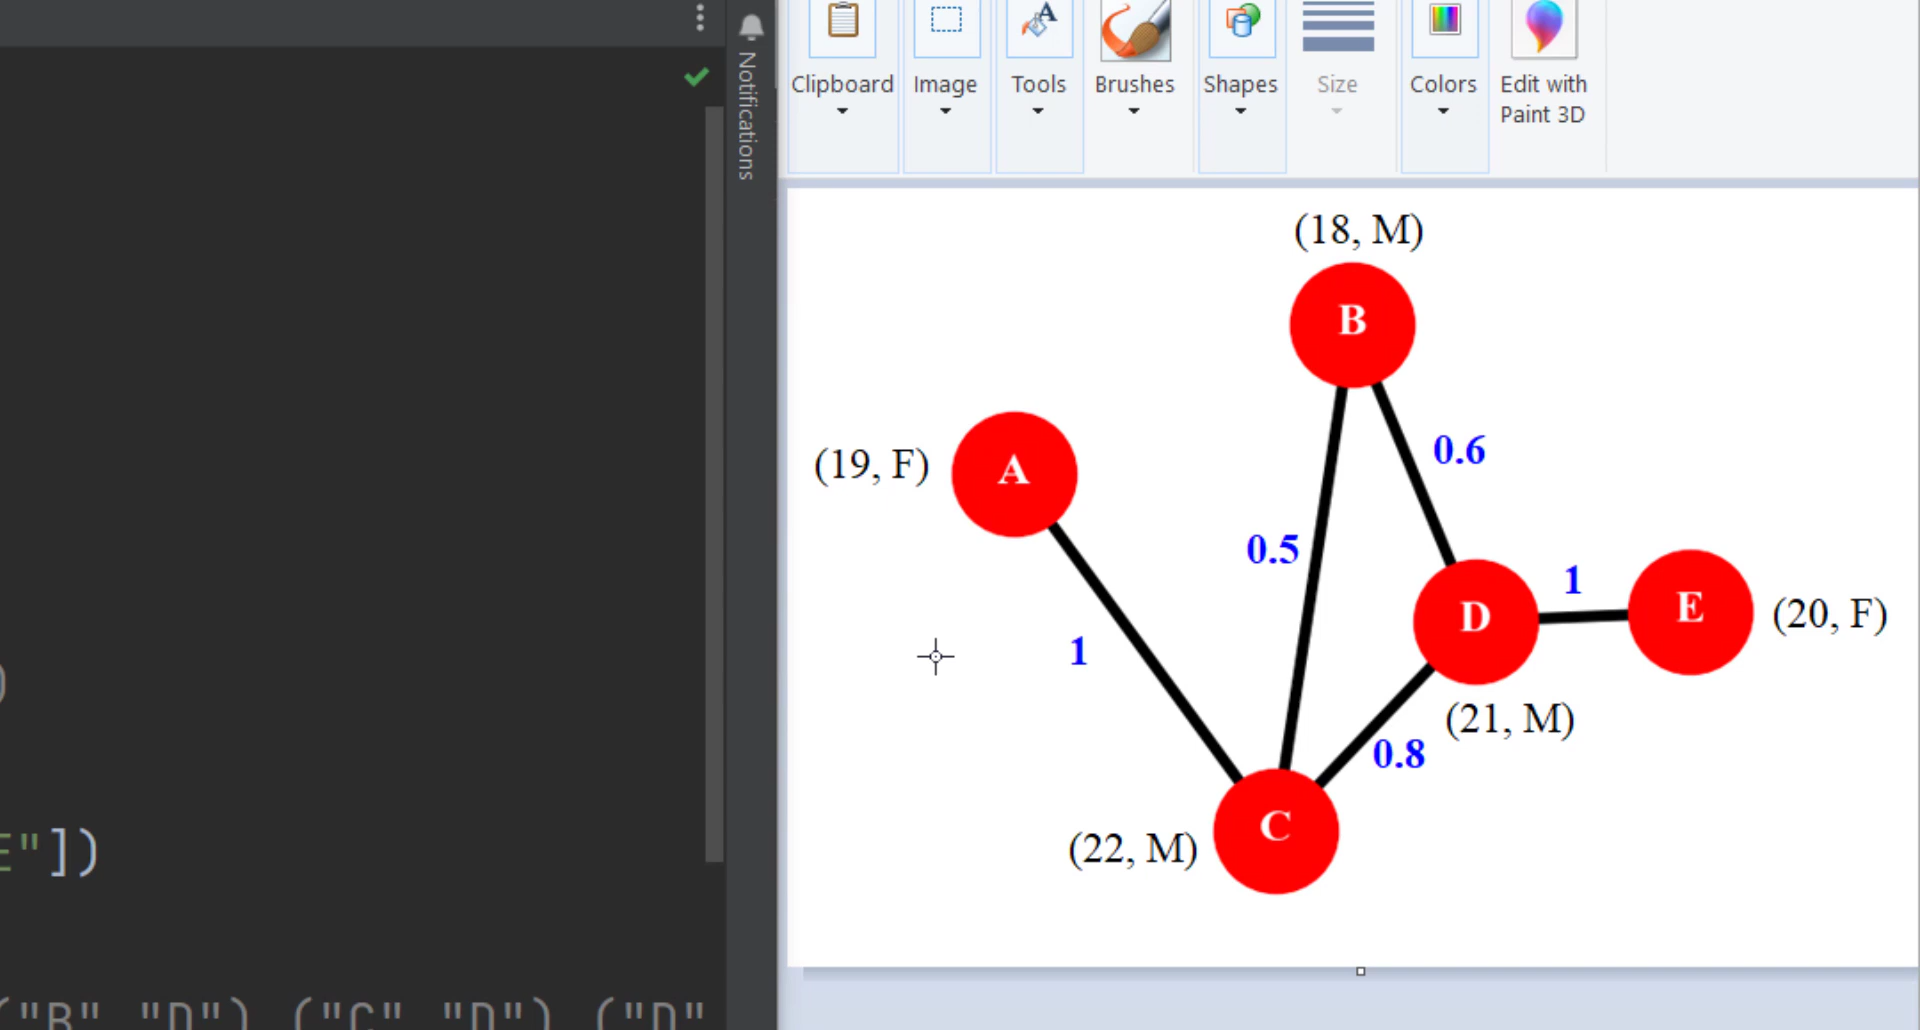 Notifications
)
E"])
("B" "D") ("C" "D") ("D"
Clipboard
Image
Tools
Brushes
Shapes
Size
Colors
Edit with
Paint 3D
(18, M)
B
0.6
(19, F)
A
0.5
1
E
(20, F)
D
1
(21, M)
0.8
C
(22, M)